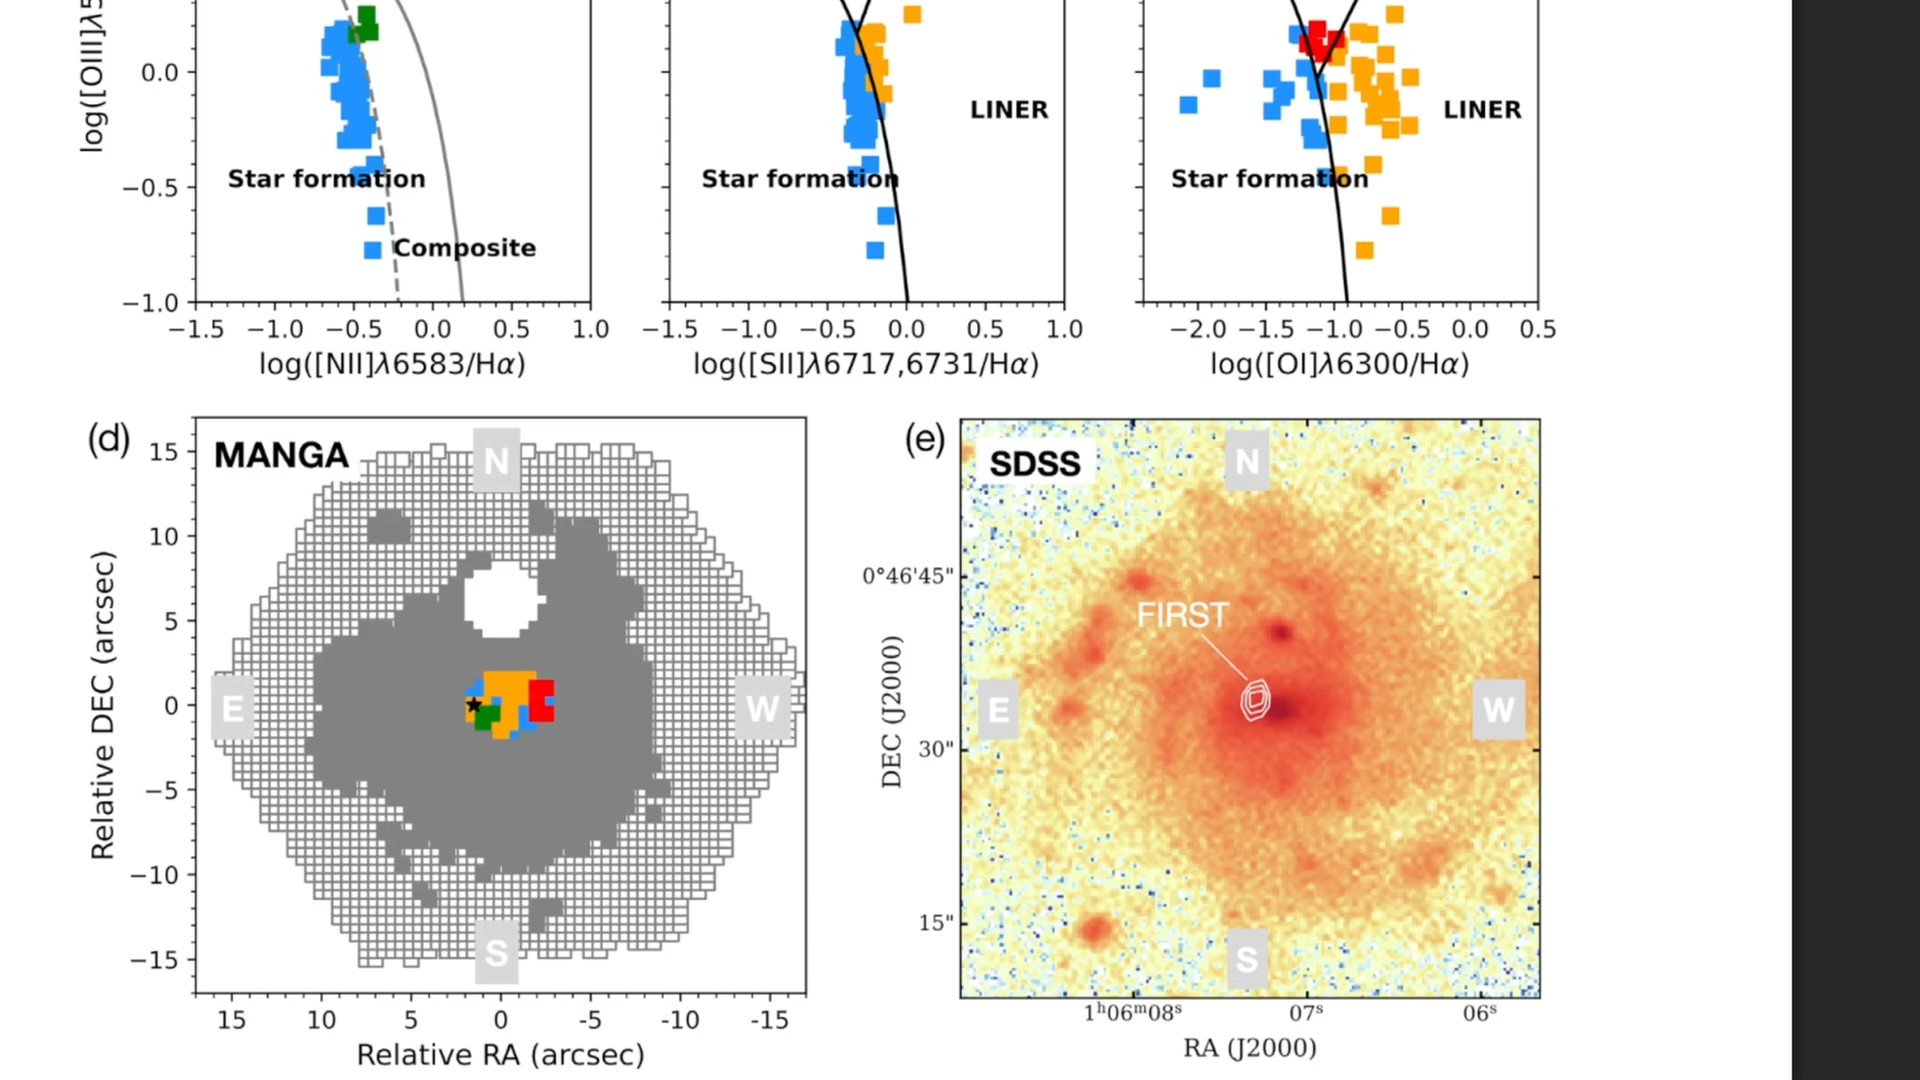 log([OIII]λ5
0.0
−0.5
−1.0
Star formation
Composite
−1.5 −1.0 −0.5 0.0 0.5 1.0
log([NII]λ6583/Hα)
LINER
Star formation
−1.5 −1.0 −0.5 0.0 0.5 1.0
log([SII]λ6717,6731/Hα)
LINER
Star formation
−2.0 −1.5 −1.0 −0.5 0.0 0.5
log([OI]λ6300/Hα)
(d)
MANGA
N
E
W
S
15
10
5
0
−5
−10
−15
Relative DEC (arcsec)
15 10 5 0 -5 -10 -15
Relative RA (arcsec)
(e)
SDSS
N
FIRST
E
W
S
0°46'45"
30"
15"
DEC (J2000)
1ʰ06ᵐ08ˢ 07ˢ 06ˢ
RA (J2000)